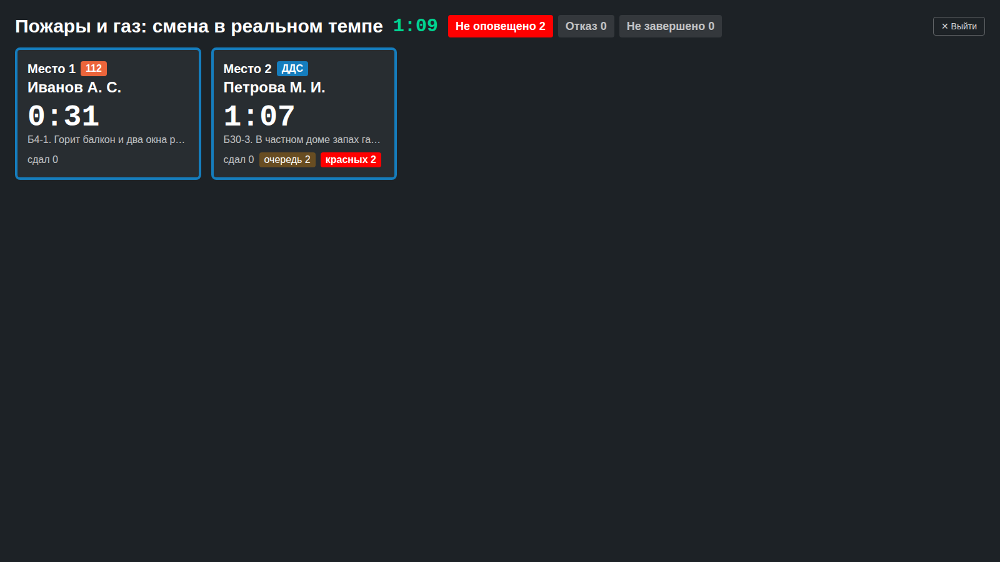 Пожары и газ: смена в реальном темпе 1:09 Не оповещено 2 Отказ 0 Не завершено 0 ✕ Выйти
Место 1 112
Иванов А. С.
0:31
Б4-1. Горит балкон и два окна р…
сдал 0
Место 2 ДДС
Петрова М. И.
1:07
Б30-3. В частном доме запах га…
сдал 0 очередь 2 красных 2